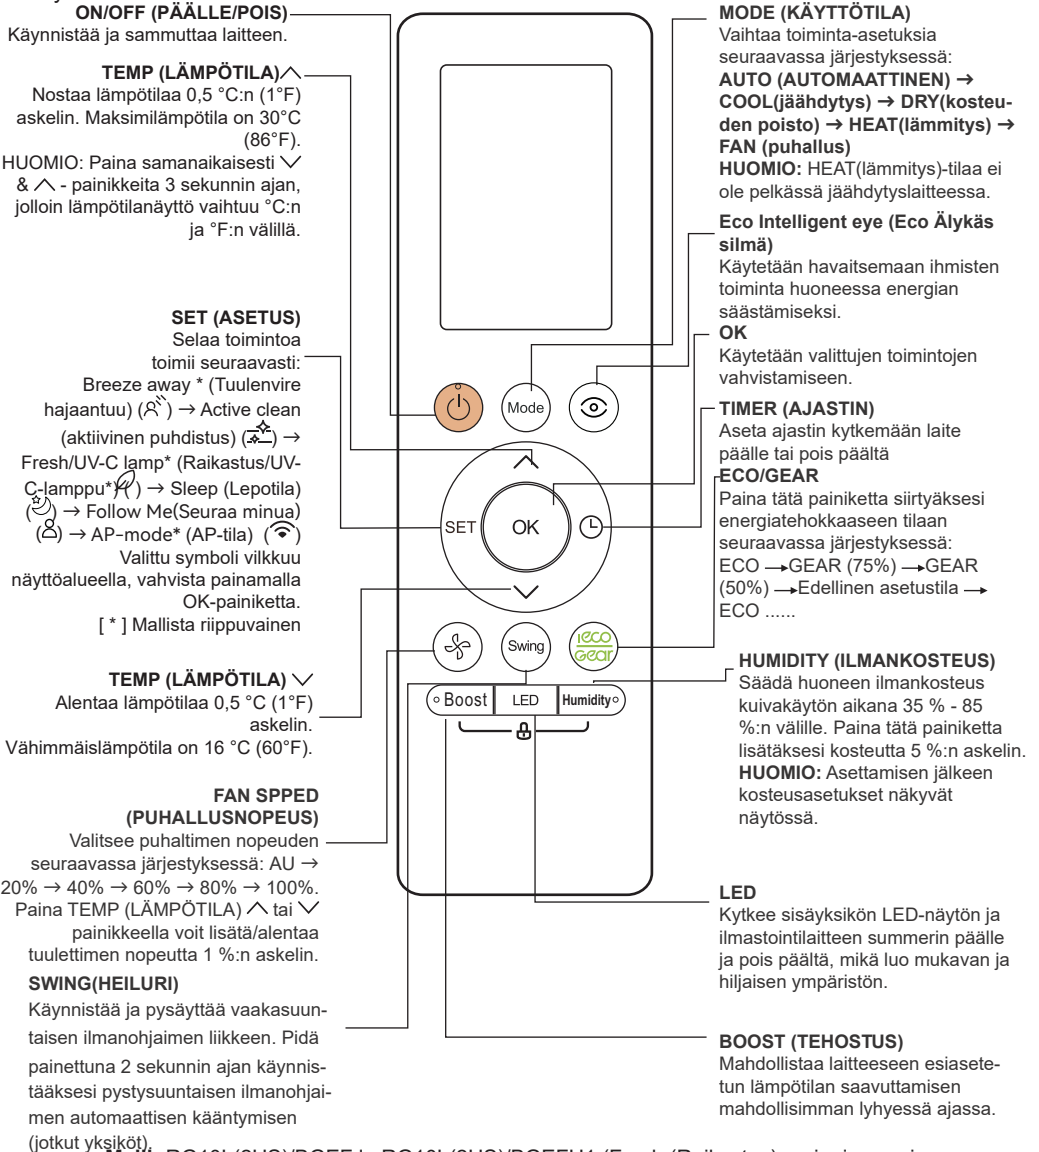 ON/OFF (PÄÄLLE/POIS)
Käynnistää ja sammuttaa laitteen.
TEMP (LÄMPÖTILA)
Nostaa lämpötilaa 0,5 °C:n (1°F)
askelin. Maksimilämpötila on 30°C
(86°F).
HUOMIO: Paina samanaikaisesti
& - painikkeita 3 sekunnin ajan,
jolloin lämpötilanäyttö vaihtuu °C:n
ja °F:n välillä.
SET (ASETUS)
Selaa toimintoa
toimii seuraavasti:
Breeze away * (Tuulenvire
hajaantuu) ( ) → Active clean
(aktiivinen puhdistus) ( ) →
Fresh/UV-C lamp* (Raikastus/UV-
C-lamppu*)( ) → Sleep (Lepotila)
( ) → Follow Me(Seuraa minua)
( ) → AP-mode* (AP-tila) ( )
Valittu symboli vilkkuu
näyttöalueella, vahvista painamalla
OK-painiketta.
[ * ] Mallista riippuvainen
TEMP (LÄMPÖTILA)
Alentaa lämpötilaa 0,5 °C (1°F)
askelin.
Vähimmäislämpötila on 16 °C (60°F).
FAN SPPED
(PUHALLUSNOPEUS)
Valitsee puhaltimen nopeuden
seuraavassa järjestyksessä: AU →
20% → 40% → 60% → 80% → 100%.
Paina TEMP (LÄMPÖTILA) tai
painikkeella voit lisätä/alentaa
tuulettimen nopeutta 1 %:n askelin.
SWING(HEILURI)
Käynnistää ja pysäyttää vaakasuun-
taisen ilmanohjaimen liikkeen. Pidä
painettuna 2 sekunnin ajan käynnis-
tääksesi pystysuuntaisen ilmanohjai-
men automaattisen kääntymisen
(jotkut yksiköt).
Mode
SET
OK
Swing
ieco
Gear
Boost
LED
Humidity
MODE (KÄYTTÖTILA)
Vaihtaa toiminta-asetuksia
seuraavassa järjestyksessä:
AUTO (AUTOMAATTINEN) →
COOL(jäähdytys) → DRY(kosteu-
den poisto) → HEAT(lämmitys) →
FAN (puhallus)
HUOMIO: HEAT(lämmitys)-tilaa ei
ole pelkässä jäähdytyslaitteessa.
Eco Intelligent eye (Eco Älykäs
silmä)
Käytetään havaitsemaan ihmisten
toiminta huoneessa energian
säästämiseksi.
OK
Käytetään valittujen toimintojen
vahvistamiseen.
TIMER (AJASTIN)
Aseta ajastin kytkemään laite
päälle tai pois päältä
ECO/GEAR
Paina tätä painiketta siirtyäksesi
energiatehokkaaseen tilaan
seuraavassa järjestyksessä:
ECO → GEAR (75%) → GEAR
(50%) → Edellinen asetustila →
ECO ......
HUMIDITY (ILMANKOSTEUS)
Säädä huoneen ilmankosteus
kuivakäytön aikana 35 % - 85
%:n välille. Paina tätä painiketta
lisätäksesi kosteutta 5 %:n askelin.
HUOMIO: Asettamisen jälkeen
kosteusasetukset näkyvät
näytössä.
LED
Kytkee sisäyksikön LED-näytön ja
ilmastointilaitteen summerin päälle
ja pois päältä, mikä luo mukavan ja
hiljaisen ympäristön.
BOOST (TEHOSTUS)
Mahdollistaa laitteeseen esiasete-
tun lämpötilan saavuttamisen
mahdollisimman lyhyessä ajassa.